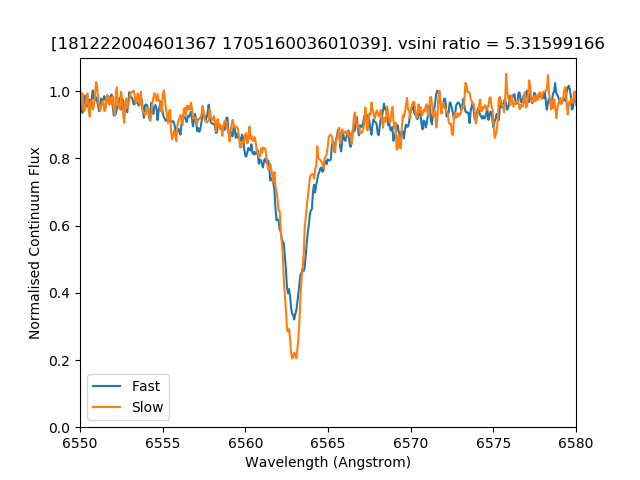 [181222004601367 170516003601039]. vsini ratio = 5.31599166
Normalised Continuum Flux
1.0
0.8
0.6
0.4
0.2
0.0
Fast
Slow
6550 6555 6560 6565 6570 6575 6580
Wavelength (Angstrom)